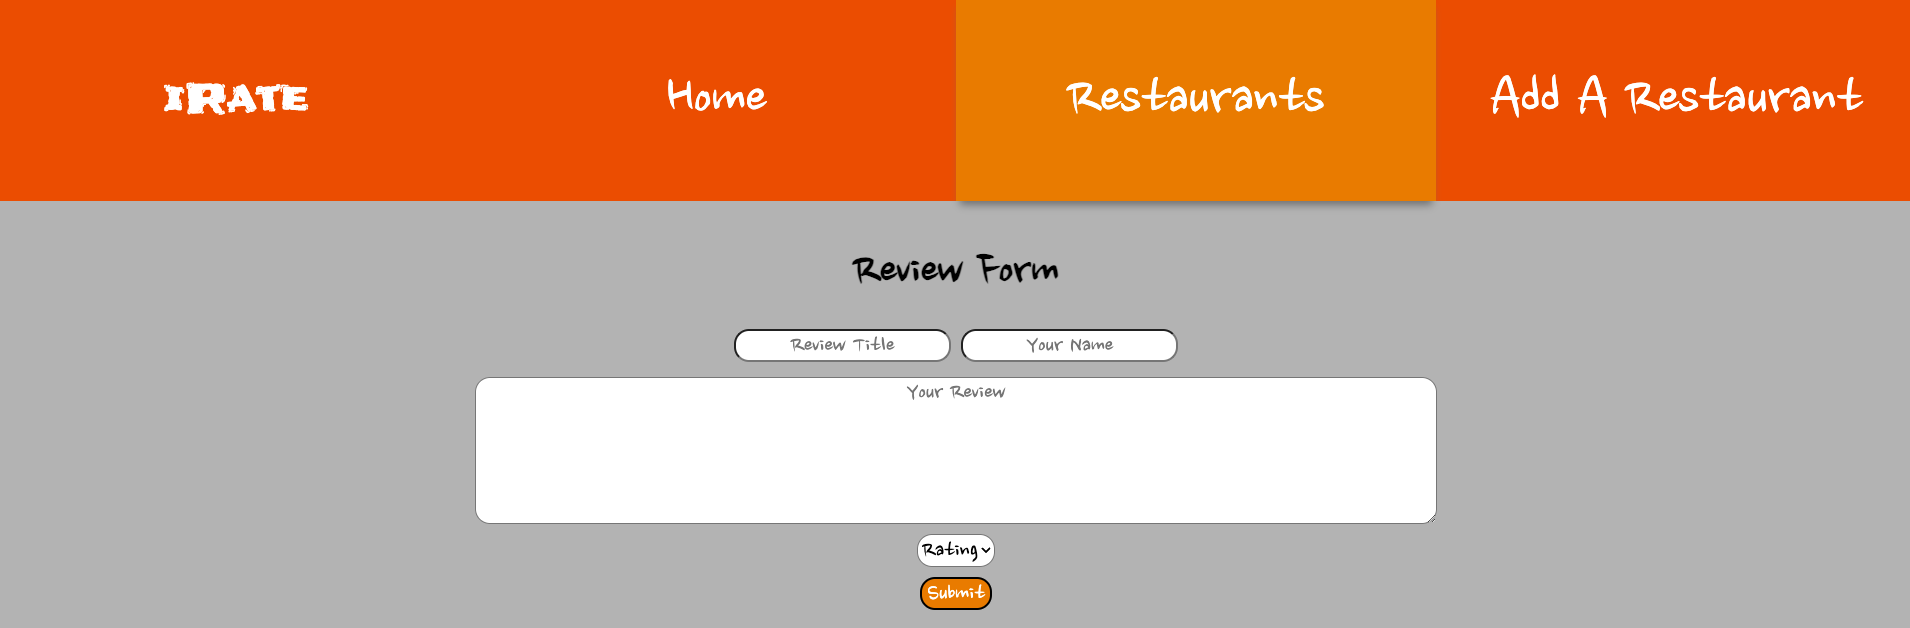 IRATE Home Restaurants Add A Restaurant
Review Form
Review Title Your Name
Your Review
Rating
Submit